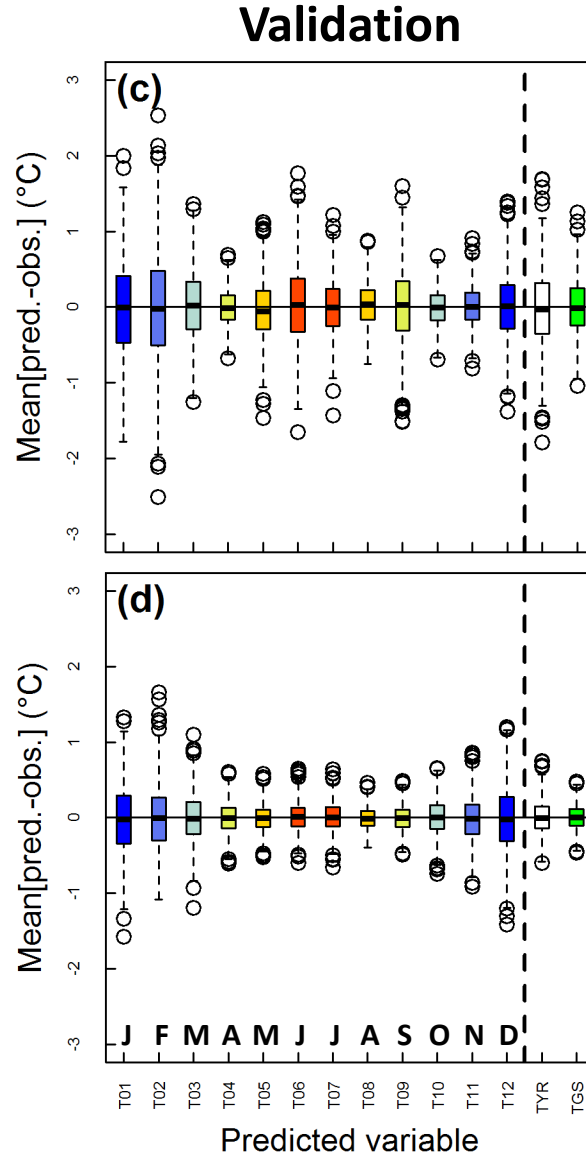 Validation
(c)
3
2
1
0
-1
-2
-3
Mean[pred.-obs.] (°C)
(d)
3
2
1
0
-1
-2
-3
Mean[pred.-obs.] (°C)
J F M A M J J A S O N D
T01 T02 T03 T04 T05 T06 T07 T08 T09 T10 T11 T12 TYR TGS
Predicted variable